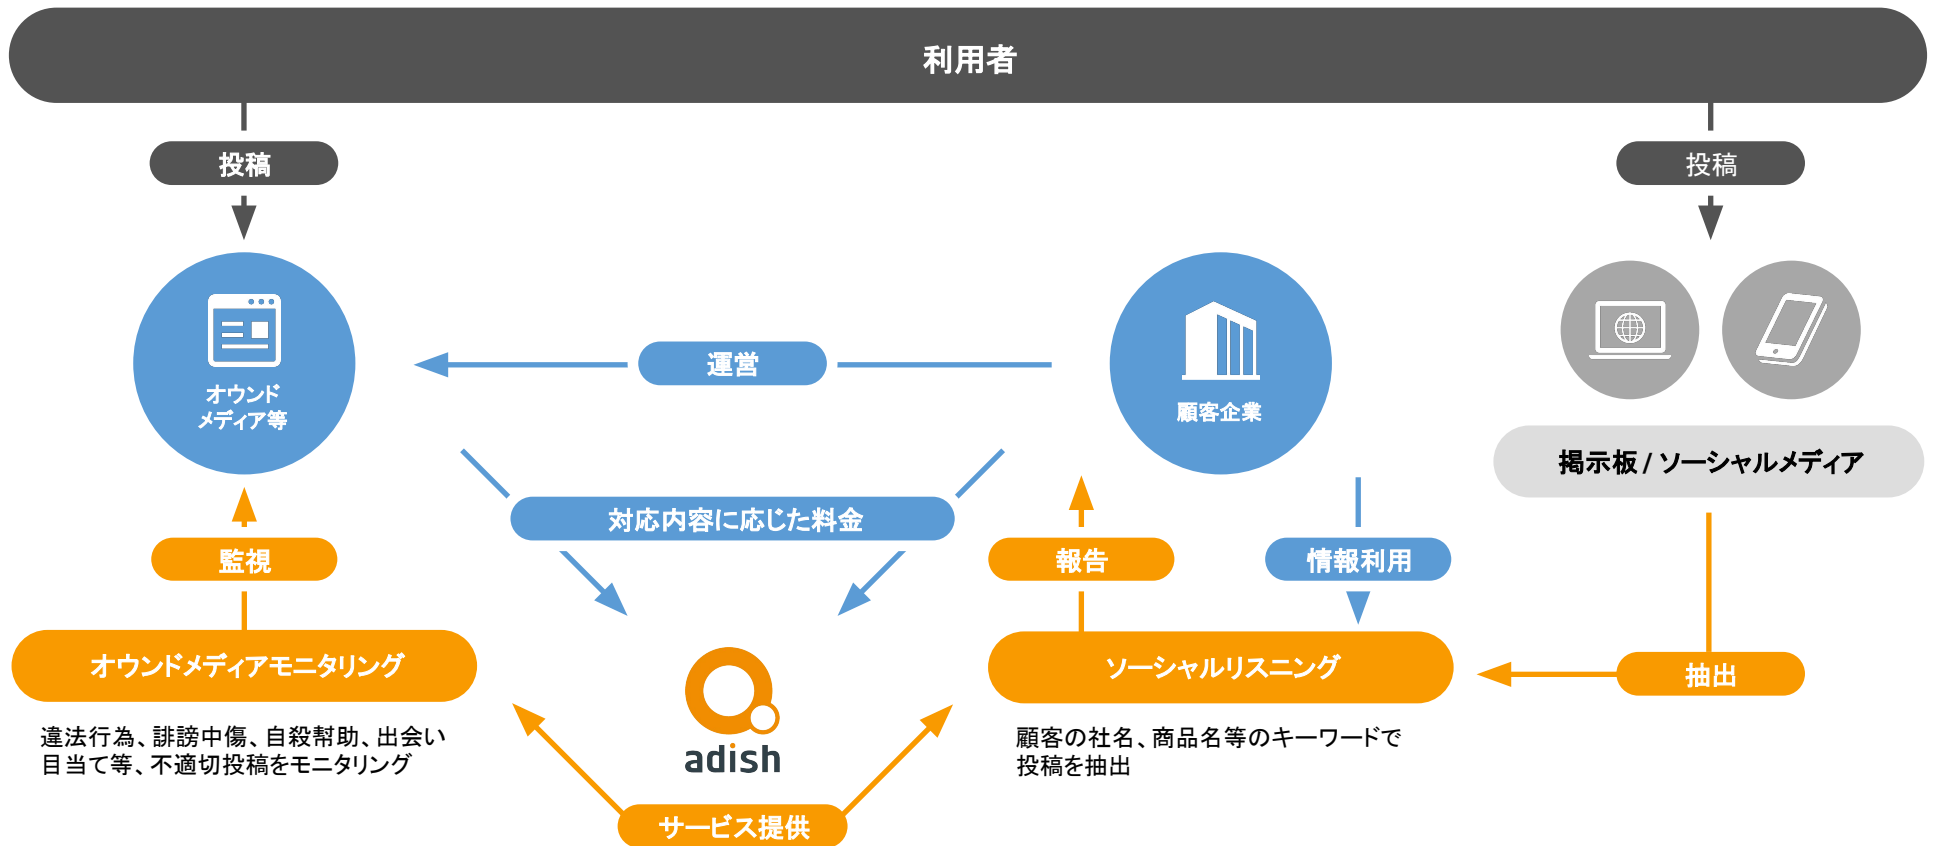 利用者
投稿
投稿
オウンド
メディア等
運営
顧客企業
掲示板 / ソーシャルメディア
対応内容に応じた料金
監視
報告
情報利用
オウンドメディアモニタリング
ソーシャルリスニング
抽出
違法行為、誹謗中傷、自殺幇助、出会い
目当て等、不適切投稿をモニタリング
adish
顧客の社名、商品名等のキーワードで
投稿を抽出
サービス提供